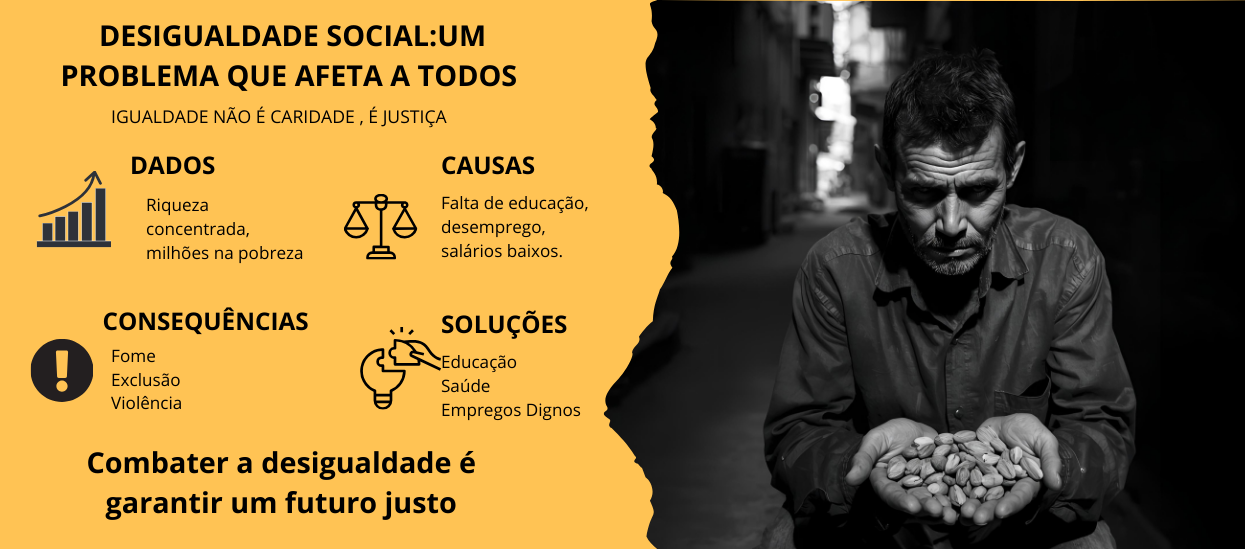 DESIGUALDADE SOCIAL:UM
PROBLEMA QUE AFETA A TODOS
IGUALDADE NÃO É CARIDADE , É JUSTIÇA
DADOS
Riqueza
concentrada,
milhões na pobreza
CAUSAS
Falta de educação,
desemprego,
salários baixos.
CONSEQUÊNCIAS
Fome
Exclusão
Violência
SOLUÇÕES
Educação
Saúde
Empregos Dignos
Combater a desigualdade é
garantir um futuro justo